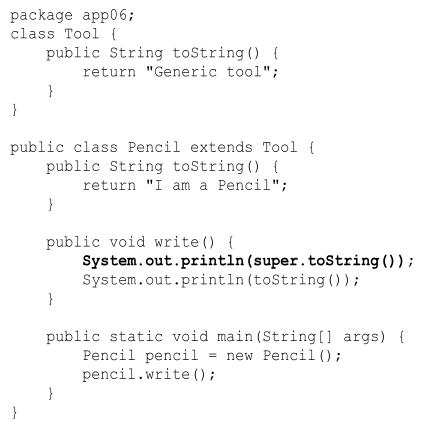 package app06;
class Tool {
    public String toString() {
        return "Generic tool";
    }
}

public class Pencil extends Tool {
    public String toString() {
        return "I am a Pencil";
    }

    public void write() {
        System.out.println(super.toString());
        System.out.println(toString());
    }

    public static void main(String[] args) {
        Pencil pencil = new Pencil();
        pencil.write();
    }
}